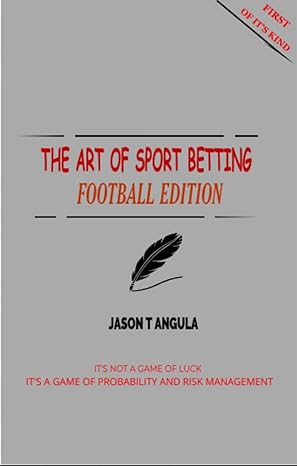 FIRST
OF IT'S KIND
THE ART OF SPORT BETTING
FOOTBALL EDITION
JASON T ANGULA
IT'S NOT A GAME OF LUCK
IT'S A GAME OF PROBABILITY AND RISK MANAGEMENT